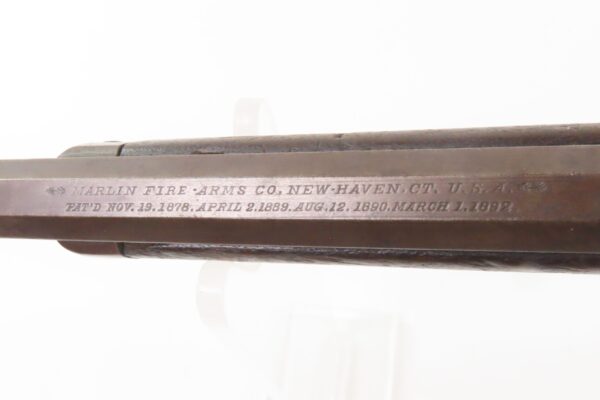 MARLIN FIRE-ARMS CO. NEW-HAVEN. CT. U.S.A.
PAT'D NOV. 19. 1878. APRIL 2. 1889. AUG. 12. 1890. MARCH 1. 1892.